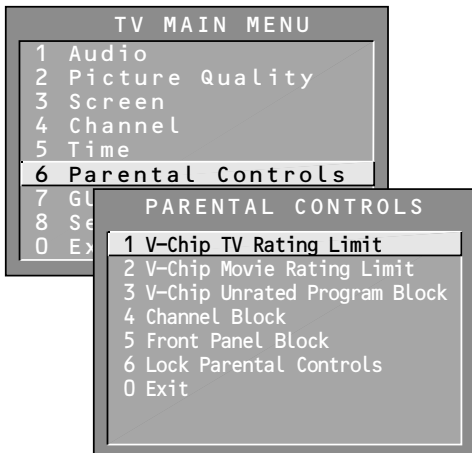 TV MAIN MENU
1 Audio
2 Picture Quality
3 Screen
4 Channel
5 Time
6 Parental Controls
7
8
0
PARENTAL CONTROLS
1 V-Chip TV Rating Limit
2 V-Chip Movie Rating Limit
3 V-Chip Unrated Program Block
4 Channel Block
5 Front Panel Block
6 Lock Parental Controls
0 Exit